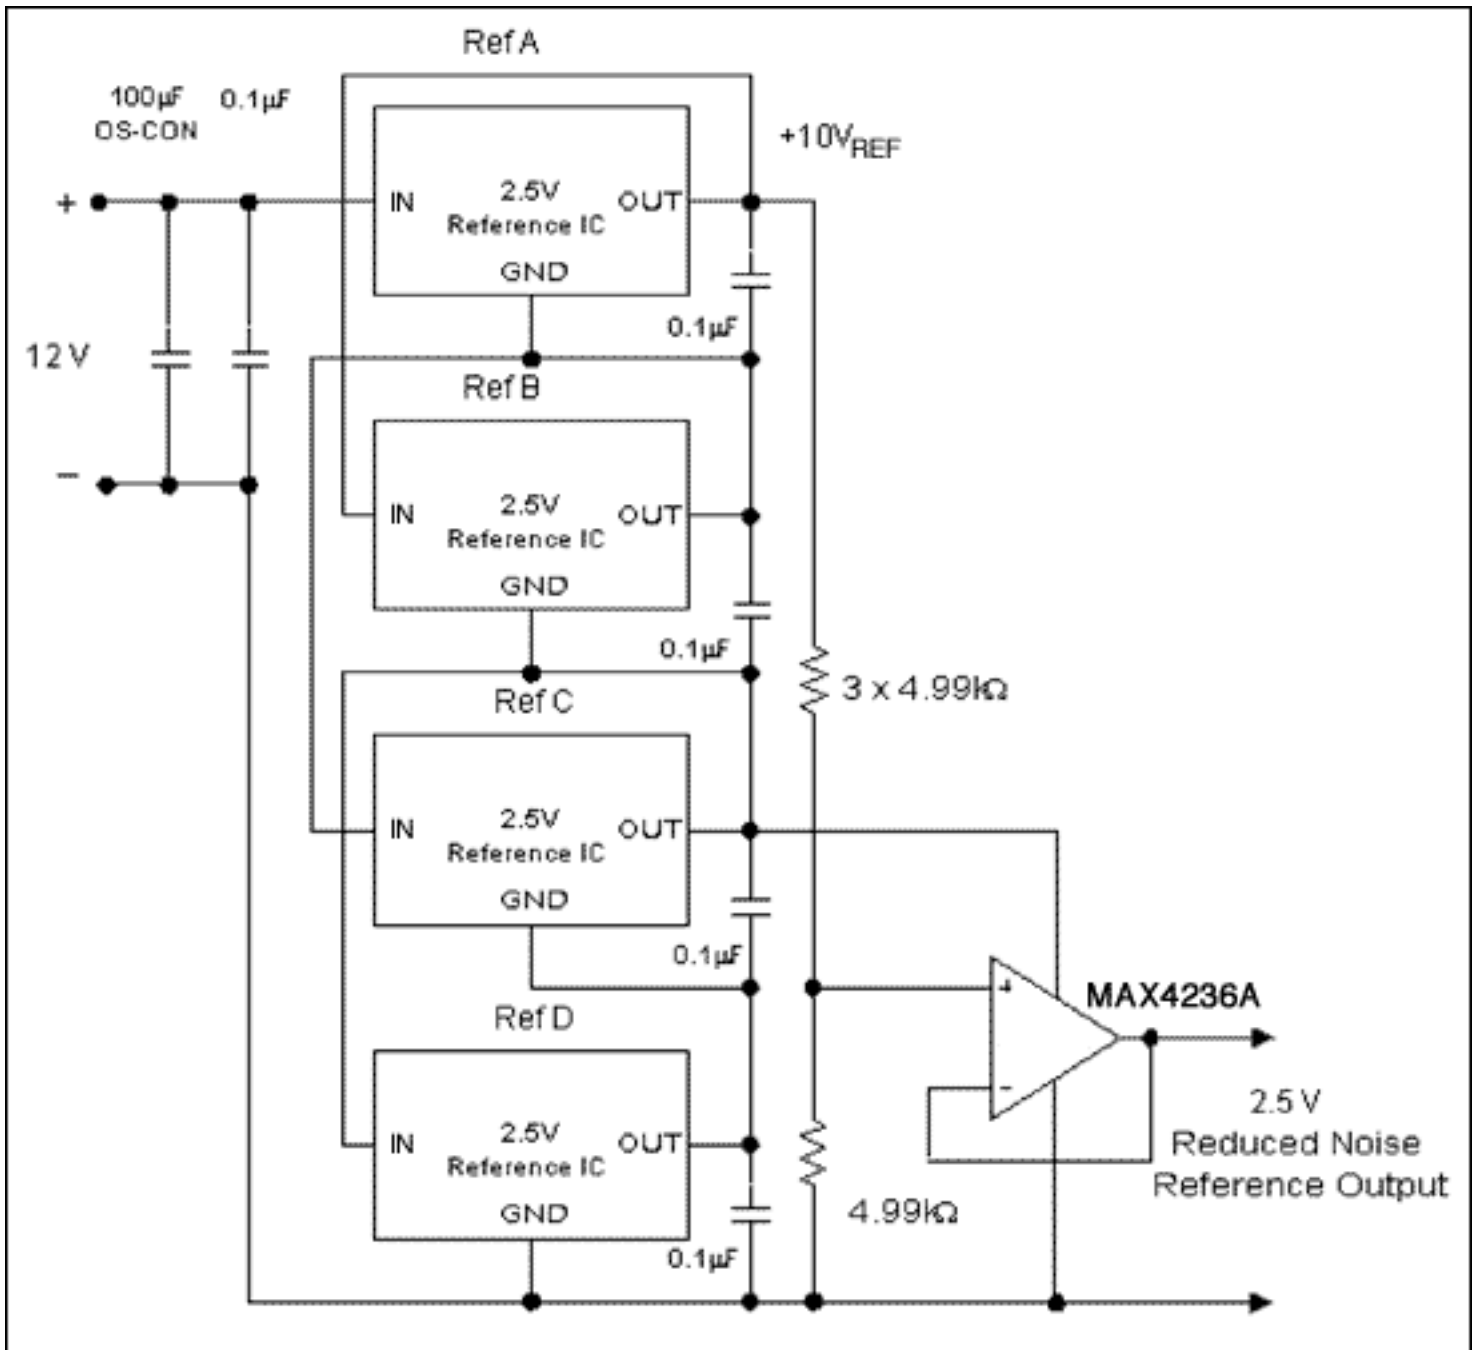 Ref A
100µF
OS-CON
0.1µF
+10VREF
IN
2.5V
Reference IC
OUT
GND
+
12 V
−
0.1µF
Ref B
IN
2.5V
Reference IC
OUT
GND
0.1µF
3 x 4.99kΩ
Ref C
IN
2.5V
Reference IC
OUT
GND
0.1µF
+
MAX4236A
−
Ref D
IN
2.5V
Reference IC
OUT
GND
0.1µF
4.99kΩ
2.5 V
Reduced Noise
Reference Output